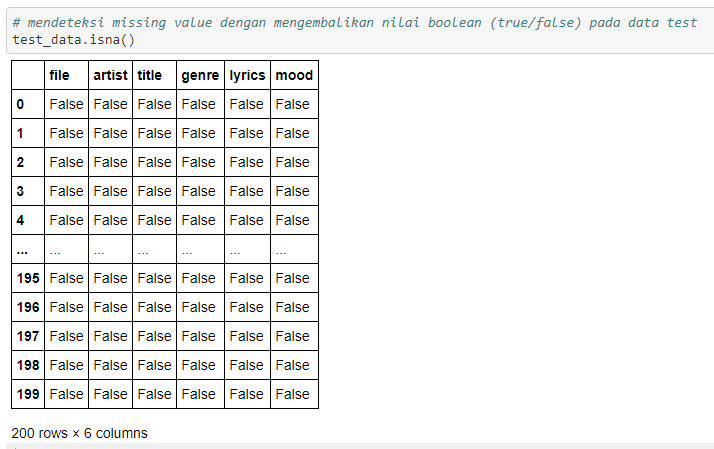 # mendeteksi missing value dengan mengembalikan nilai boolean (true/false) pada data test
test_data.isna()
file artist title genre lyrics mood
0 False False False False False False
1 False False False False False False
2 False False False False False False
3 False False False False False False
4 False False False False False False
... ... ... ... ... ... ...
195 False False False False False False
196 False False False False False False
197 False False False False False False
198 False False False False False False
199 False False False False False False
200 rows × 6 columns